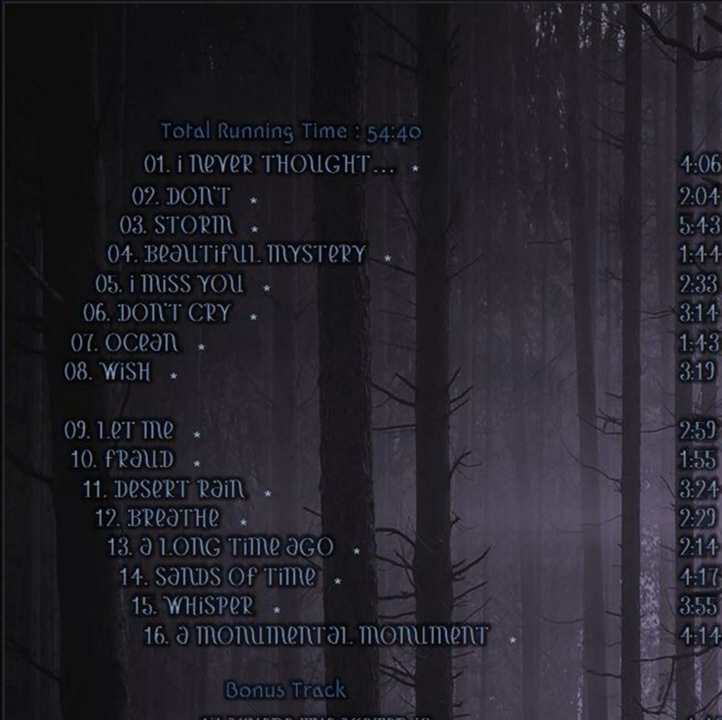 Total Running Time : 54:40
01. i NEVER THOUGHT... * 4:06
02. DON'T * 2:04
03. STORM * 5:43
04. BEAUTIFUL MYSTERY * 1:44
05. i MISS YOU * 2:33
06. DON'T CRY * 3:14
07. OCEAN * 1:43
08. WISH * 3:19
09. LET ME * 2:59
10. FRAUD * 1:55
11. DESERT RAIN * 3:24
12. BREATHE * 2:29
13. A LONG TIME AGO * 2:14
14. SANDS OF TIME * 4:17
15. WHISPER * 3:55
16. A MONUMENTAL MONUMENT * 4:14
Bonus Track